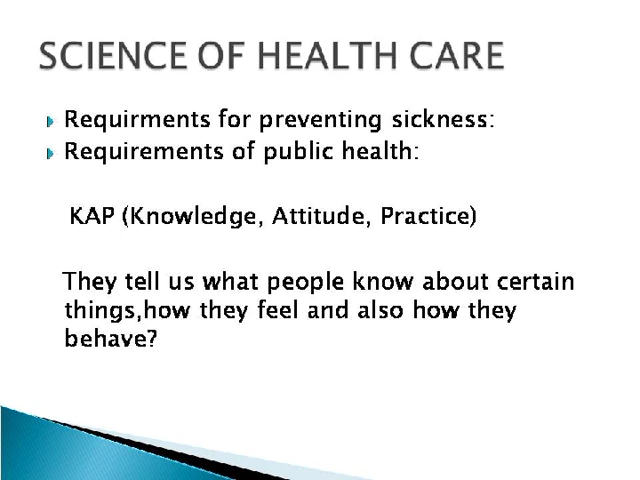 SCIENCE OF HEALTH CARE
Requirments for preventing sickness:
Requirements of public health:
KAP (Knowledge, Attitude, Practice)
They tell us what people know about certain
things,how they feel and also how they
behave?